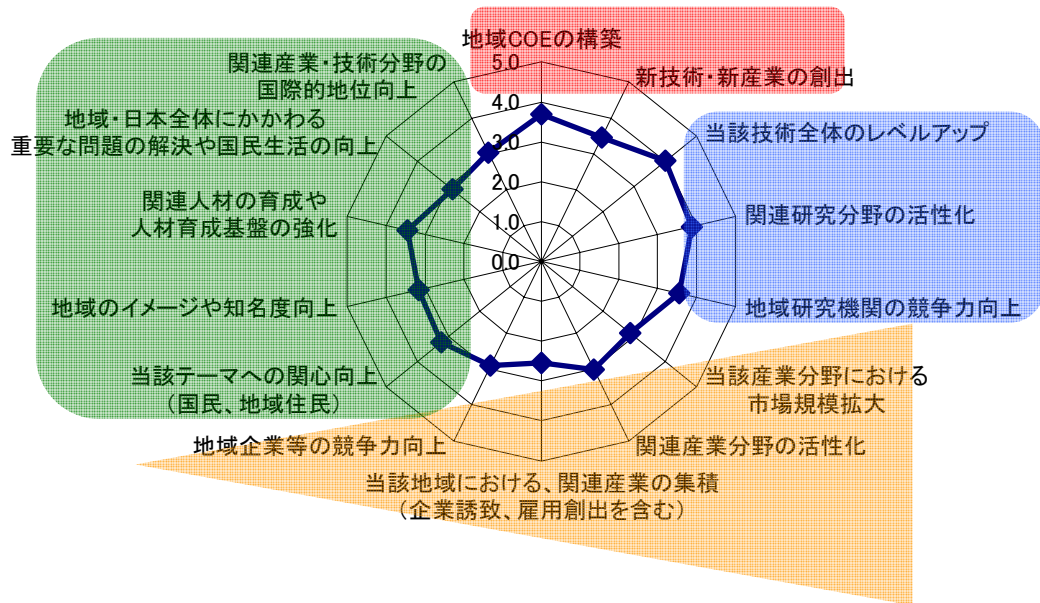 地域COEの構築
新技術・新産業の創出
当該技術全体のレベルアップ
関連研究分野の活性化
地域研究機関の競争力向上
当該産業分野における
市場規模拡大
関連産業分野の活性化
当該地域における、関連産業の集積
（企業誘致、雇用創出を含む）
地域企業等の競争力向上
当該テーマへの関心向上
（国民、地域住民）
地域のイメージや知名度向上
関連人材の育成や
人材育成基盤の強化
地域・日本全体にかかわる
重要な問題の解決や国民生活の向上
関連産業・技術分野の
国際的地位向上
5.0
4.0
3.0
2.0
1.0
0.0